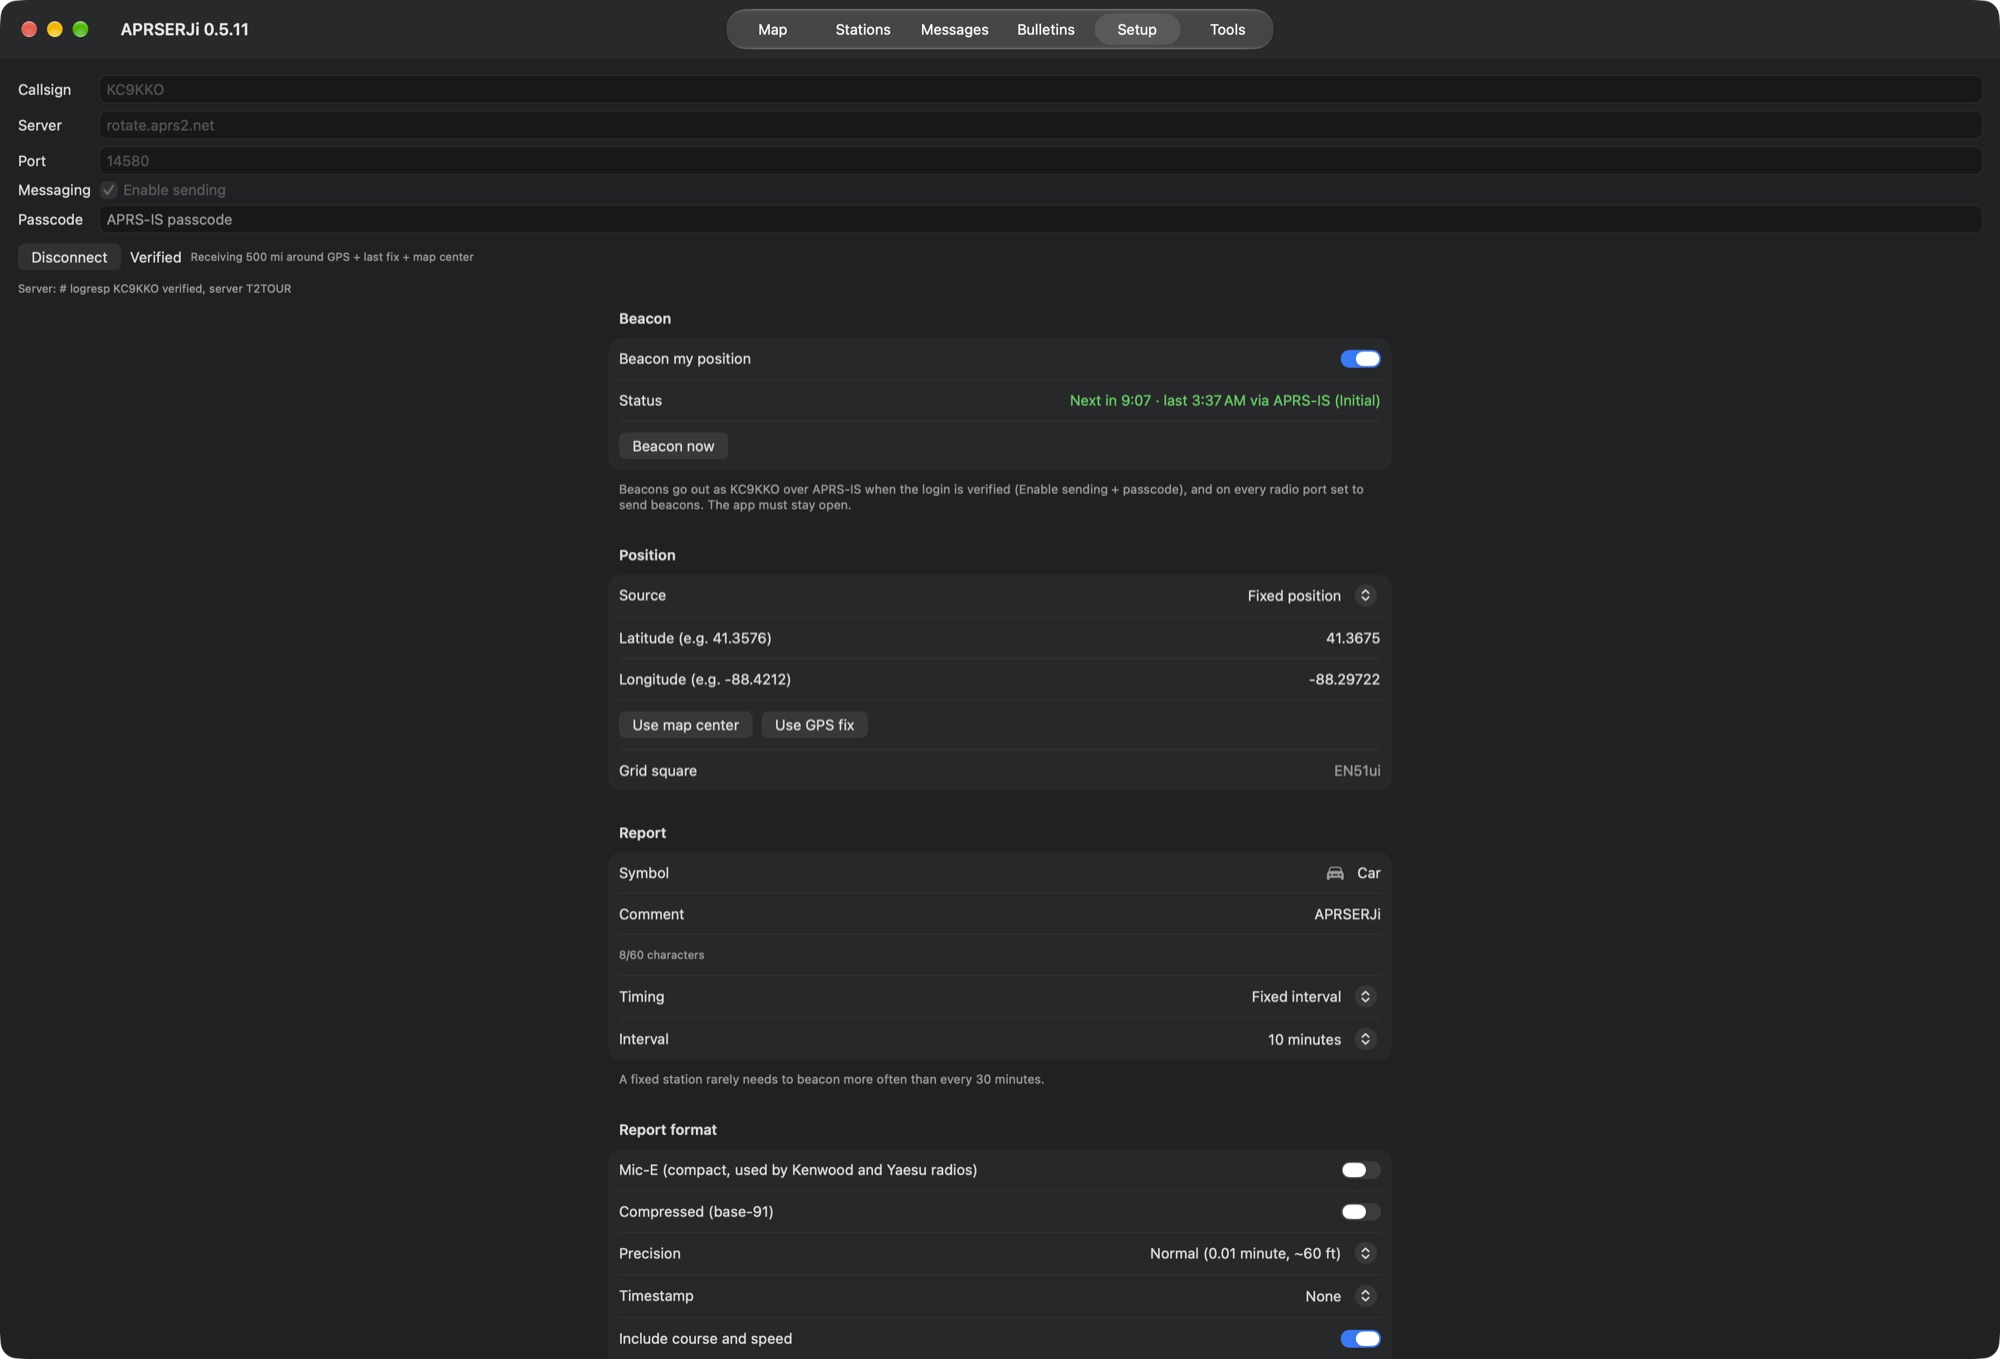 APRSERJi 0.5.11
Map Stations Messages Bulletins Setup Tools
Callsign KC9KKO
Server rotate.aprs2.net
Port 14580
Messaging Enable sending
Passcode APRS-IS passcode
Disconnect Verified Receiving 500 mi around GPS + last fix + map center
Server: # logresp KC9KKO verified, server T2TOUR
Beacon
Beacon my position
Status Next in 9:07 · last 3:37 AM via APRS-IS (Initial)
Beacon now
Beacons go out as KC9KKO over APRS-IS when the login is verified (Enable sending + passcode), and on every radio port set to
send beacons. The app must stay open.
Position
Source Fixed position
Latitude (e.g. 41.3576) 41.3675
Longitude (e.g. -88.4212) -88.29722
Use map center Use GPS fix
Grid square EN51ui
Report
Symbol Car
Comment APRSERJi
8/60 characters
Timing Fixed interval
Interval 10 minutes
A fixed station rarely needs to beacon more often than every 30 minutes.
Report format
Mic-E (compact, used by Kenwood and Yaesu radios)
Compressed (base-91)
Precision Normal (0.01 minute, ~60 ft)
Timestamp None
Include course and speed